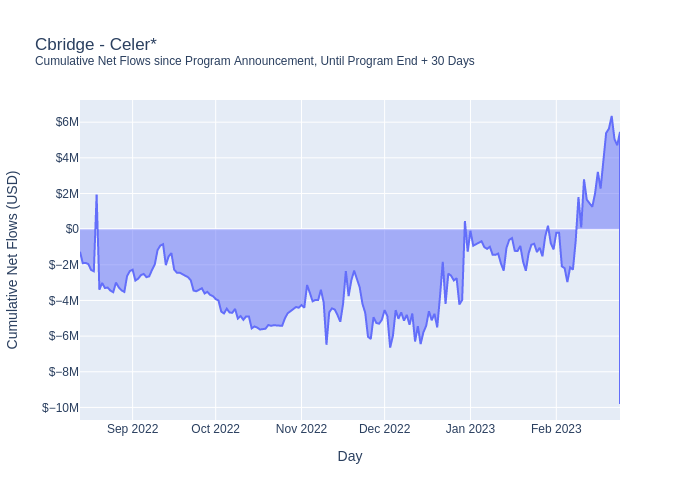 Cbridge - Celer*
Cumulative Net Flows since Program Announcement, Until Program End + 30 Days
Cumulative Net Flows (USD)
$6M
$4M
$2M
$0
$−2M
$−4M
$−6M
$−8M
$−10M
Sep 2022
Oct 2022
Nov 2022
Dec 2022
Jan 2023
Feb 2023
Day